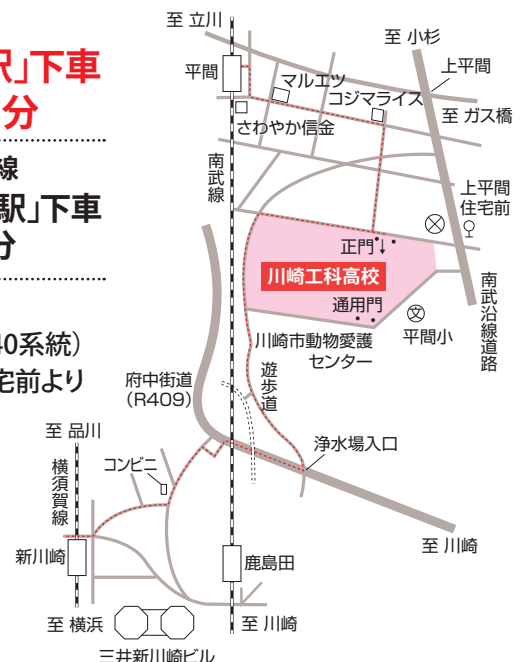 駅」下車
分
線
駅」下車
分
40系統）
宅前より
至 立川
至 小杉
平間
上平間
マルエツ
コジマライス
至 ガス橋
さわやか信金
南武線
上平間
住宅前
正門↓
川崎工科高校
通用門
文
平間小
南武沿線道路
川崎市動物愛護
センター
府中街道
（R409）
遊歩道
至 品川
横須賀線
コンビニ
浄水場入口
至 川崎
新川崎
鹿島田
至 横浜
至 川崎
三井新川崎ビル